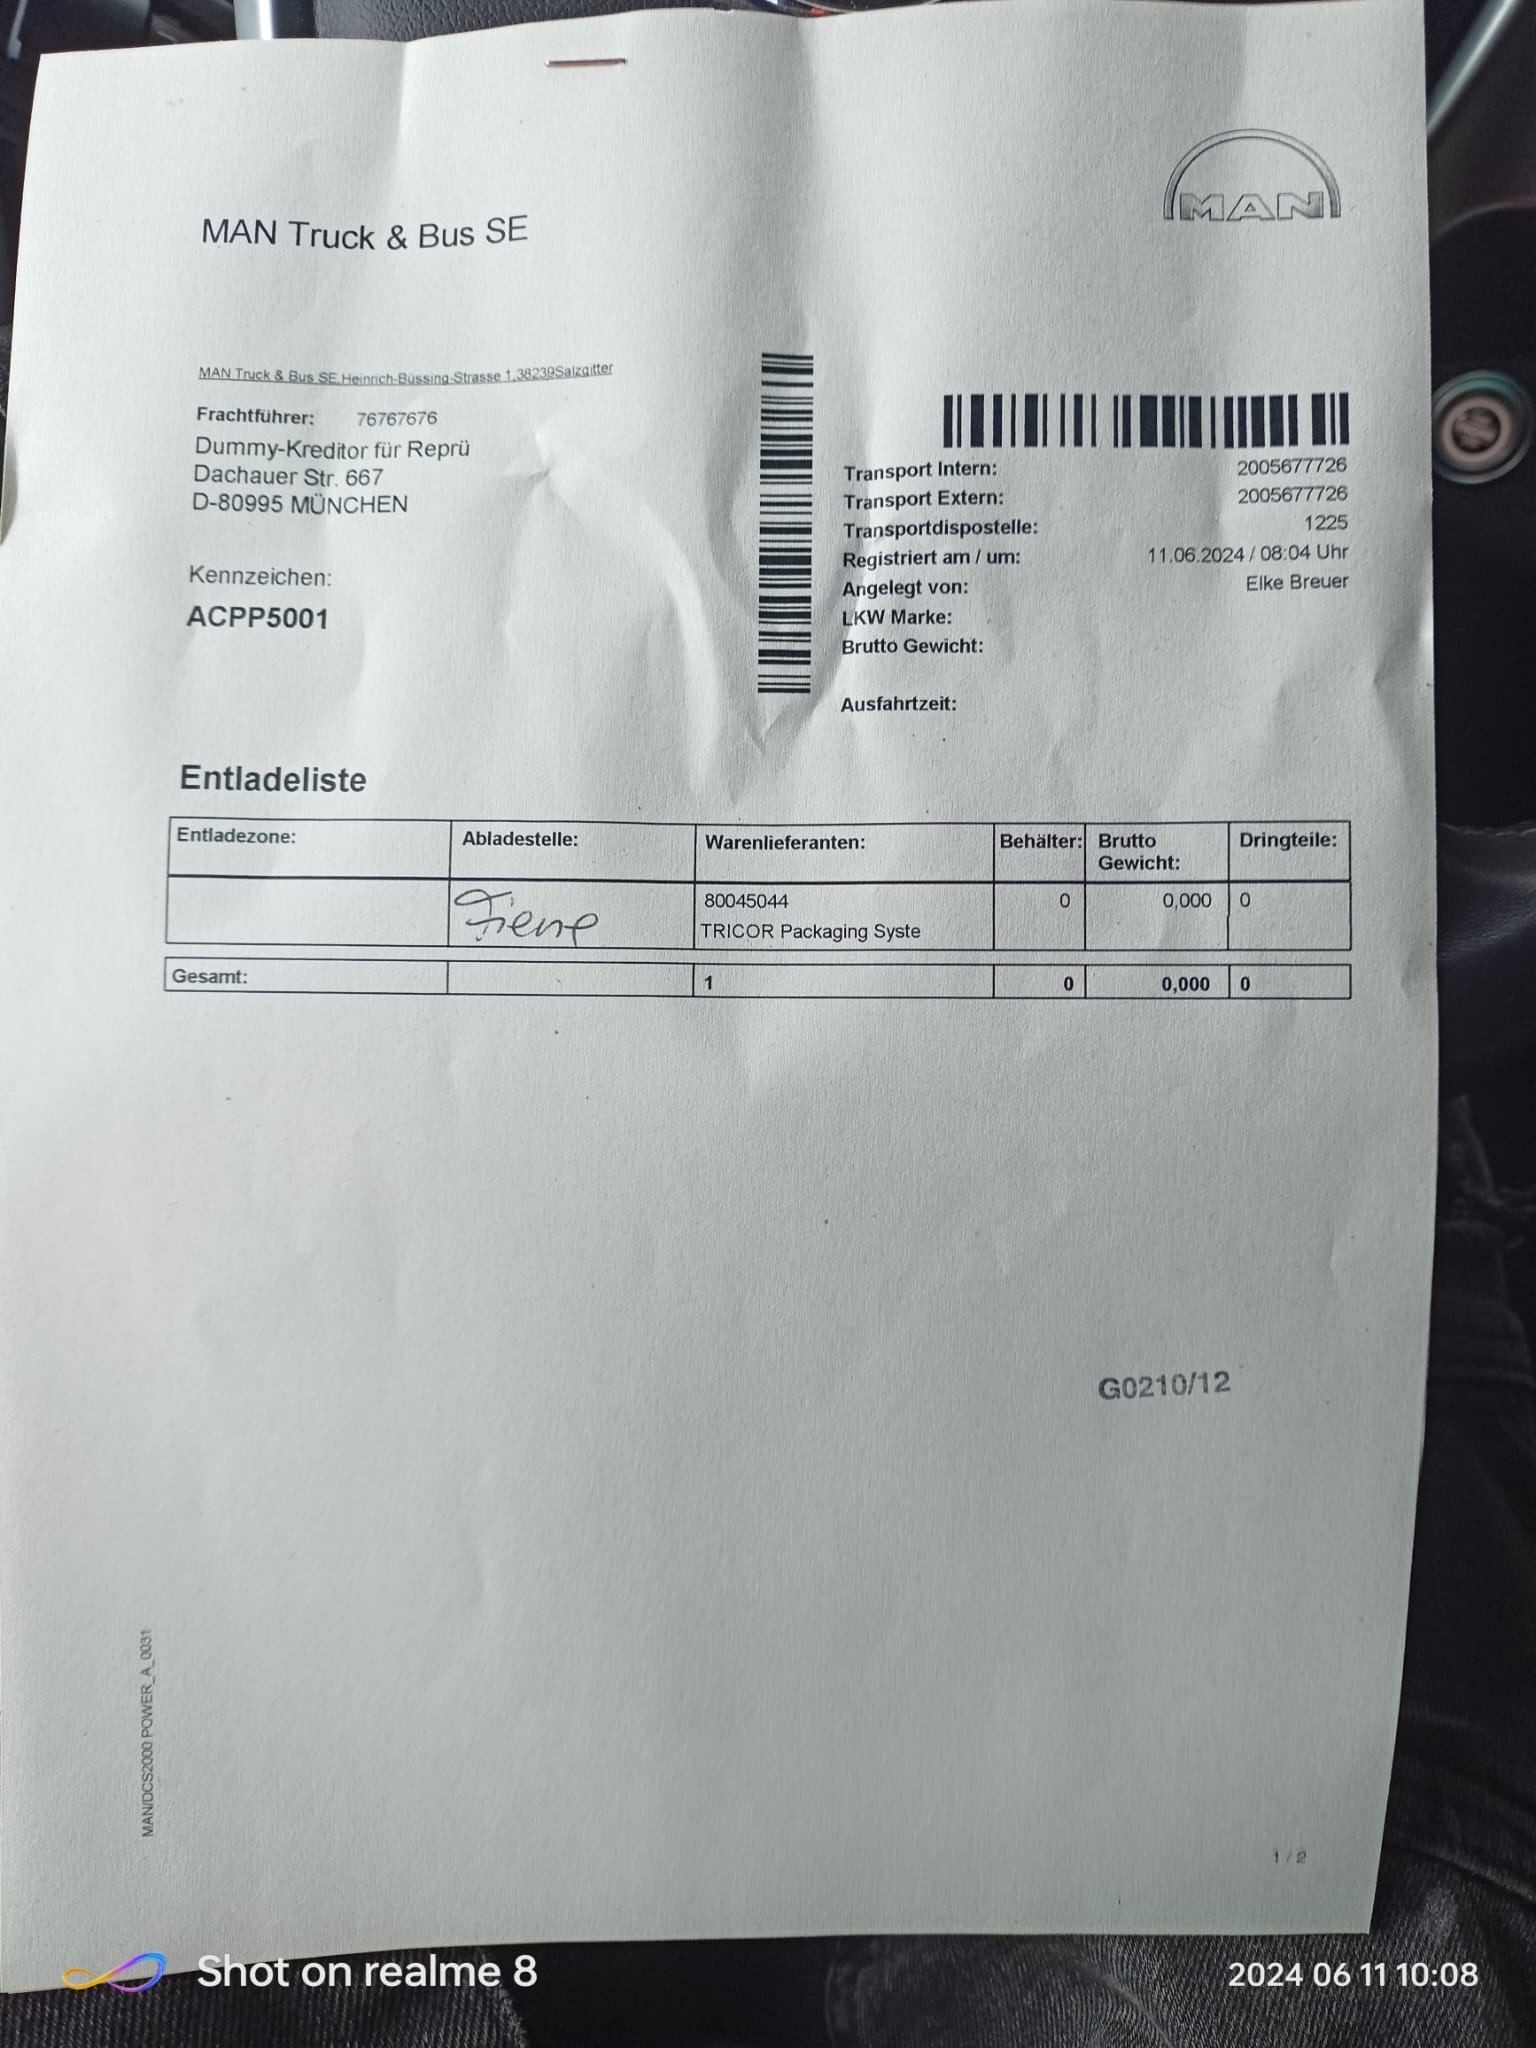 MAN
MAN Truck & Bus SE
MAN Truck & Bus SE,Heinrich-Büssing-Strasse 1,38239Salzgitter
Frachtführer: 76767676
Dummy-Kreditor für Reprü
Dachauer Str. 667
D-80995 MÜNCHEN
Kennzeichen:
ACPP5001
Transport Intern: 2005677726
Transport Extern: 2005677726
Transportdispostelle: 1225
Registriert am / um: 11.06.2024 / 08:04 Uhr
Angelegt von: Elke Breuer
LKW Marke:
Brutto Gewicht:
Ausfahrtzeit:
Entladeliste
Entladezone: Abladestelle: Warenlieferanten: Behälter: Brutto Gewicht: Dringteile:
80045044 0 0,000 0
Fiene TRICOR Packaging Syste
Gesamt: 1 0 0,000 0
G0210/12
MAN/DCS2000 POWER_A_0031
1 / 2
Shot on realme 8
2024 06 11 10:08